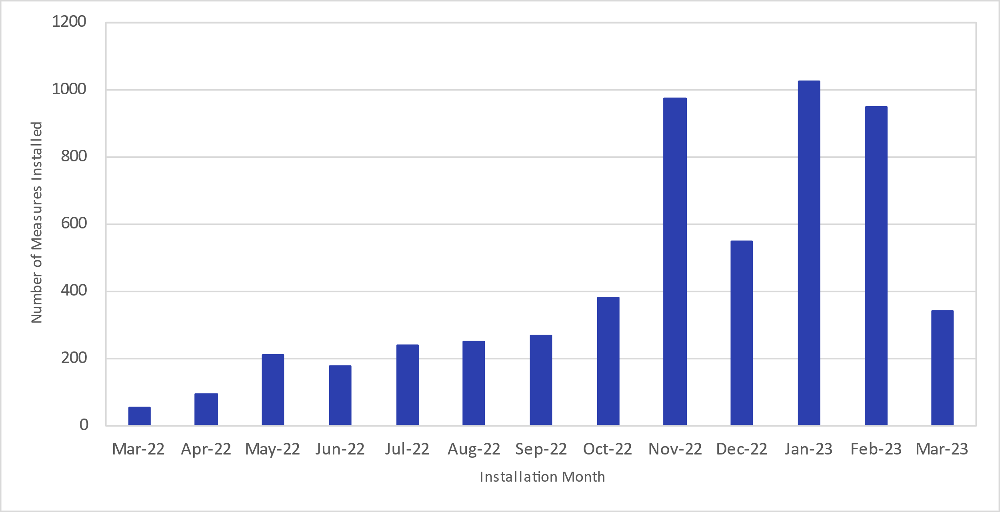 1200
1000
800
600
400
200
0
Number of Measures Installed
Mar-22 Apr-22 May-22 Jun-22 Jul-22 Aug-22 Sep-22 Oct-22 Nov-22 Dec-22 Jan-23 Feb-23 Mar-23
Installation Month